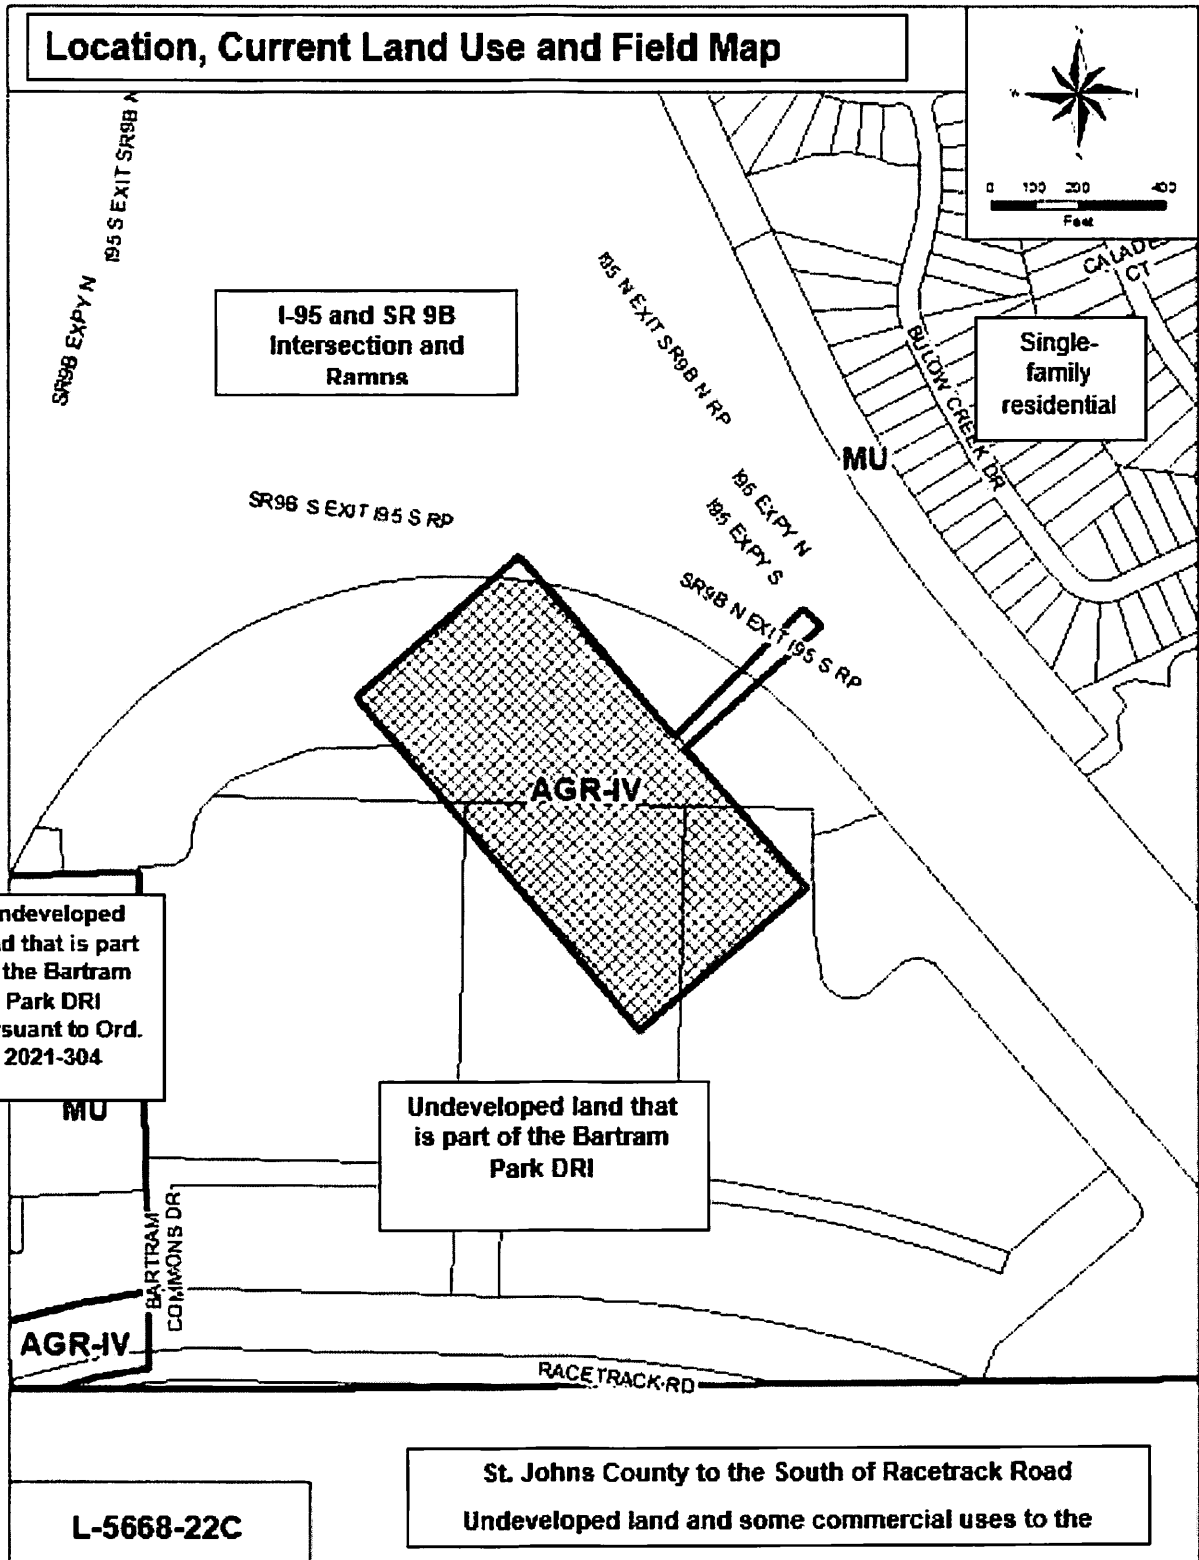 Location, Current Land Use and Field Map
W
0 100 200 400
Feet
I95 S EXIT SR9B N
SR9B EXPY N
I-95 and SR 9B
Intersection and
Ramps
I95 N EXIT SR9B N RP
CALADE
CT
BULOW CREEK DR
Single-
family
residential
MU
SR9B S EXIT I95 S RP
I95 EXPY N
I95 EXPY S
SR9B N EXIT I95 S RP
AGR-IV
ndeveloped
d that is part
the Bartram
Park DRI
suant to Ord.
2021-304
MU
Undeveloped land that
is part of the Bartram
Park DRI
BARTRAM
COMMONS DR
AGR-IV
RACETRACK RD
St. Johns County to the South of Racetrack Road
Undeveloped land and some commercial uses to the
L-5668-22C